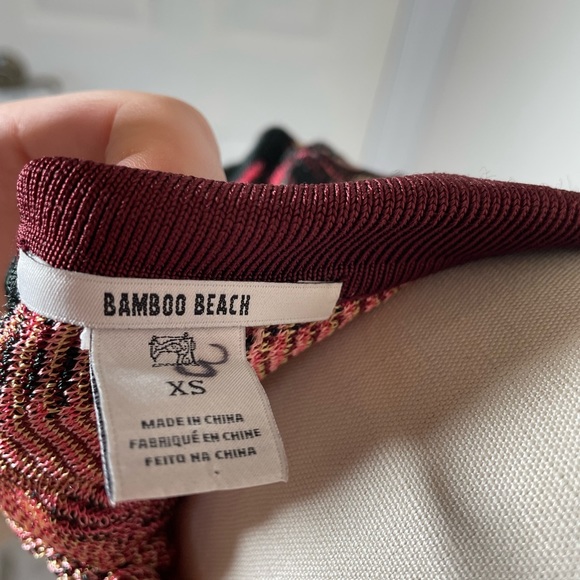 BAMBOO BEACH
XS
MADE IN CHINA
FABRIQUÉ EN CHINE
FEITO NA CHINA